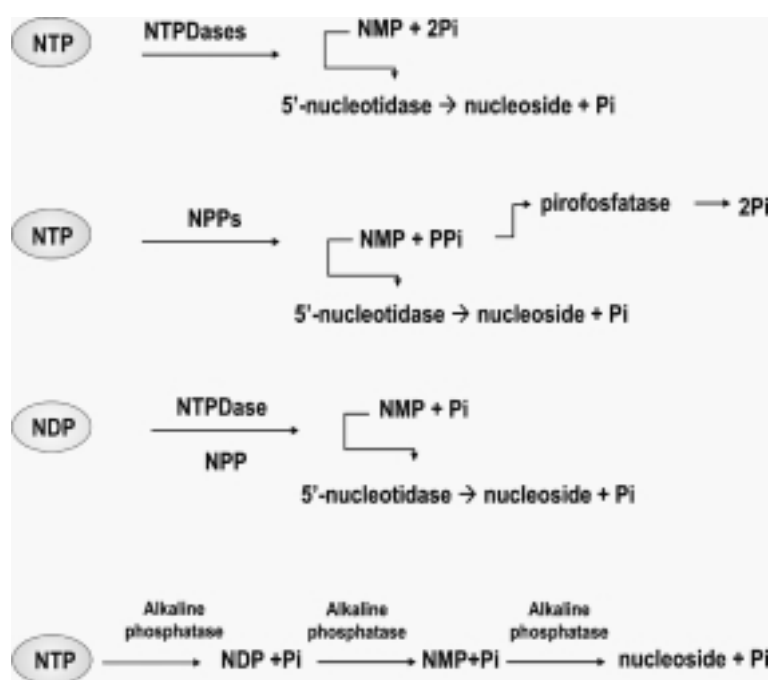 NTP NTPDases NMP + 2Pi
5'-nucleotidase → nucleoside + Pi
NTP NPPs NMP + PPi pirofosfatase → 2Pi
5'-nucleotidase → nucleoside + Pi
NDP NTPDase NMP + Pi
NPP
5'-nucleotidase → nucleoside + Pi
Alkaline Alkaline Alkaline
phosphatase phosphatase phosphatase
NTP NDP +Pi NMP+Pi nucleoside + Pi